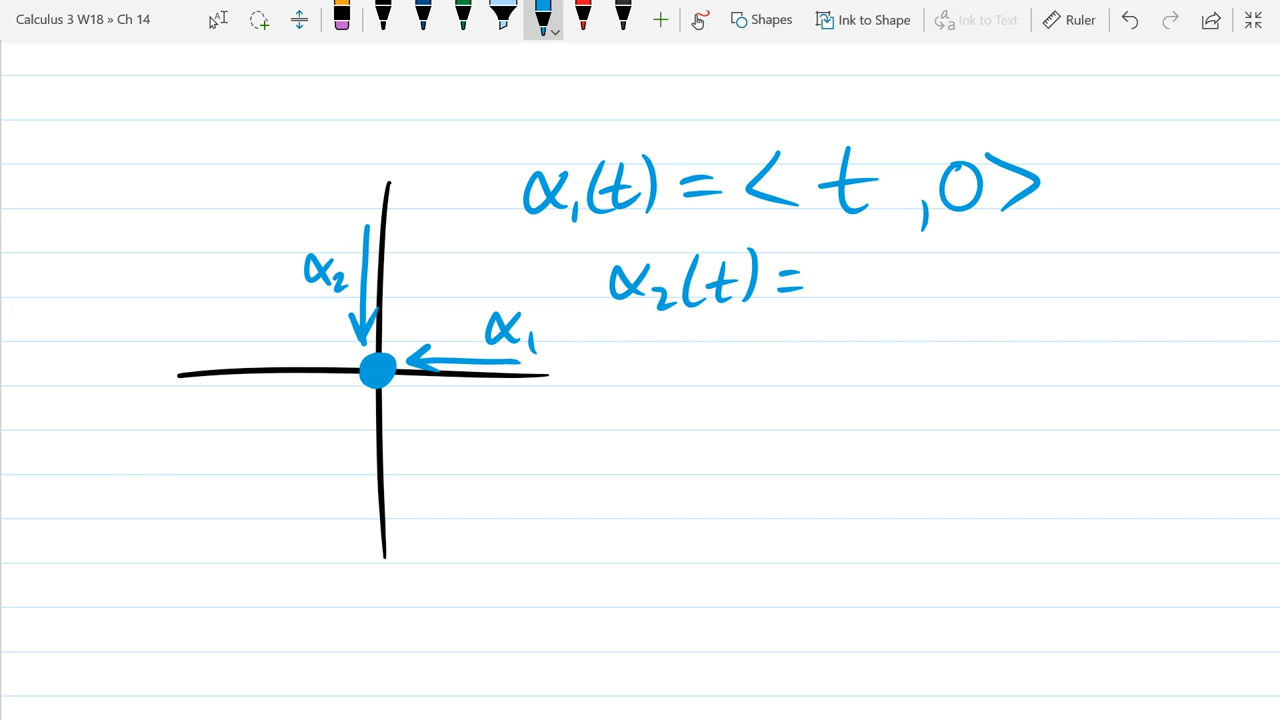 Calculus 3 W18 » Ch 14
Shapes
Ink to Shape
Ink to Text
Ruler
α₁(t) = < t , 0 >
α₂(t) =
α₂
α₁